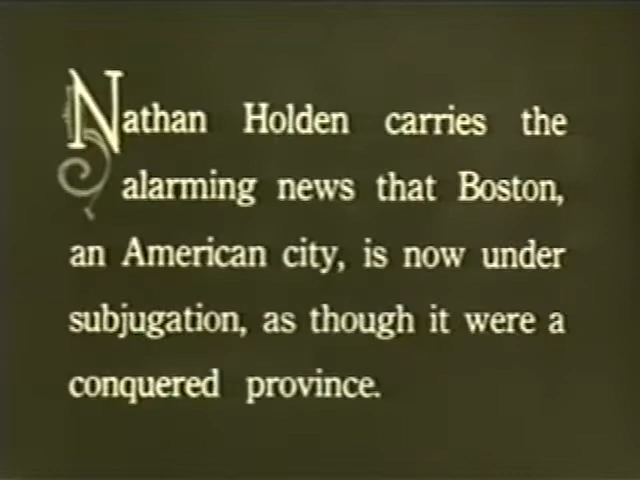 Nathan Holden carries the
alarming news that Boston,
an American city, is now under
subjugation, as though it were a
conquered province.